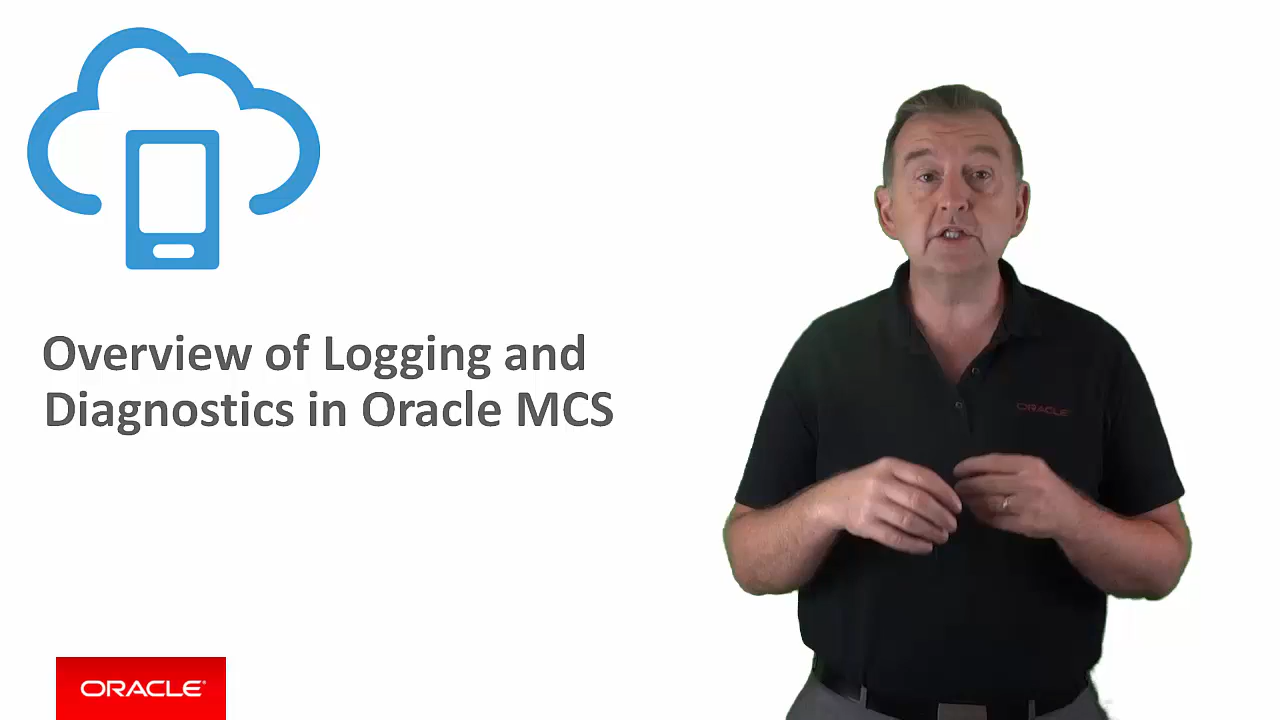 Overview of Logging and
Diagnostics in Oracle MCS
ORACLE
ORACLE®